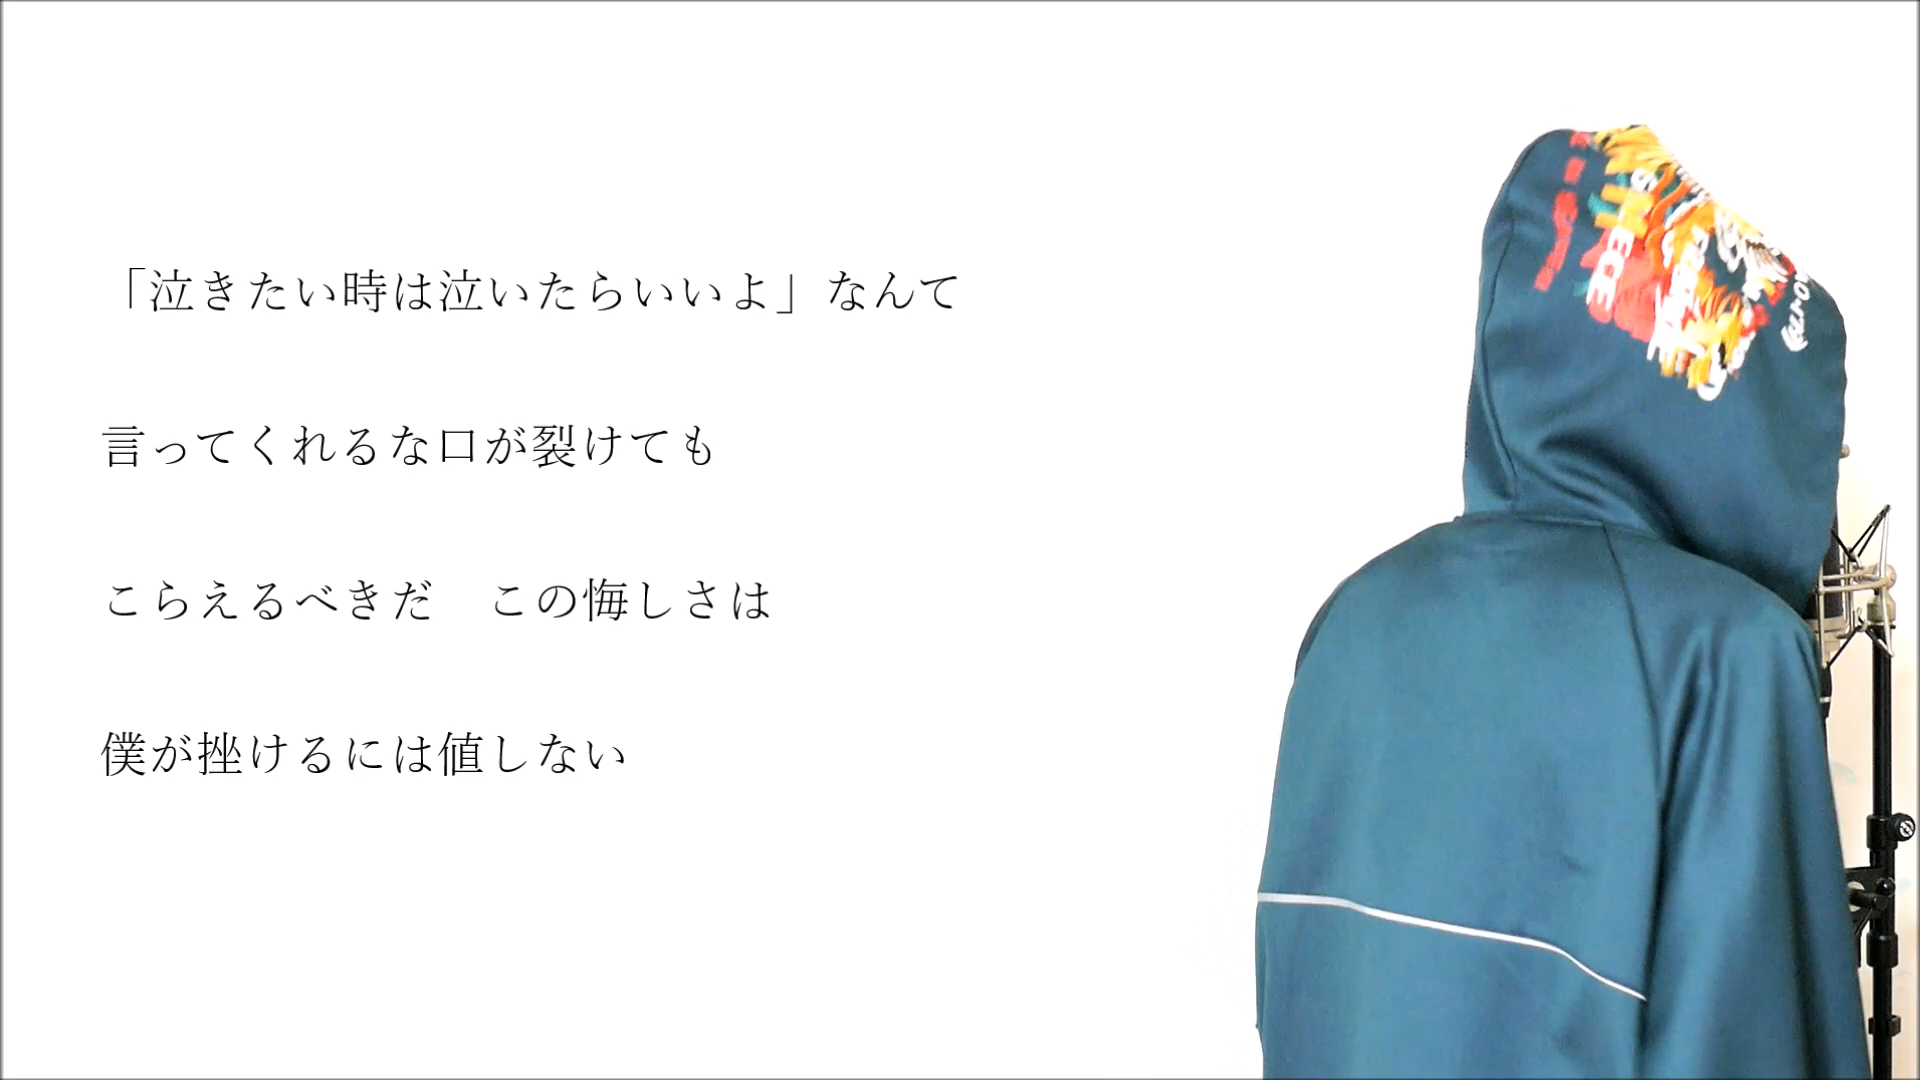 「泣きたい時は泣いたらいいよ」なんて
言ってくれるな口が裂けても
こらえるべきだ　この悔しさは
僕が挫けるには値しない